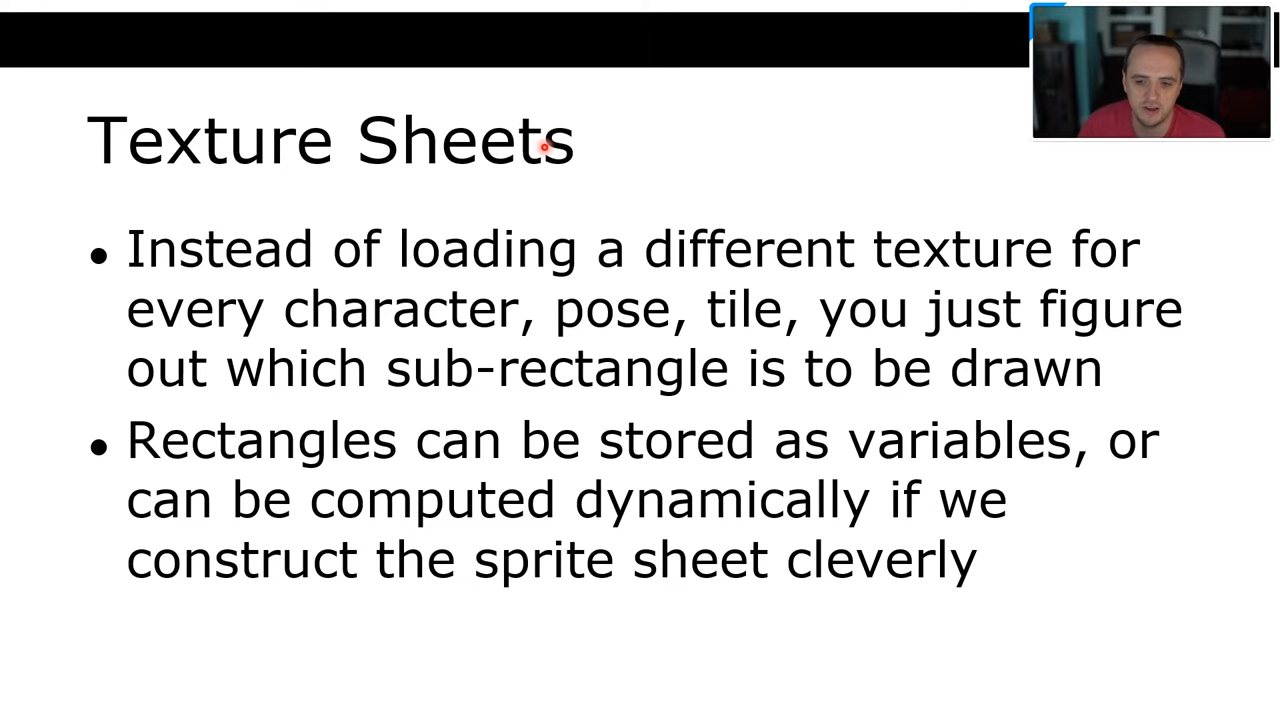 Texture Sheets
• Instead of loading a different texture for
every character, pose, tile, you just figure
out which sub-rectangle is to be drawn
• Rectangles can be stored as variables, or
can be computed dynamically if we
construct the sprite sheet cleverly